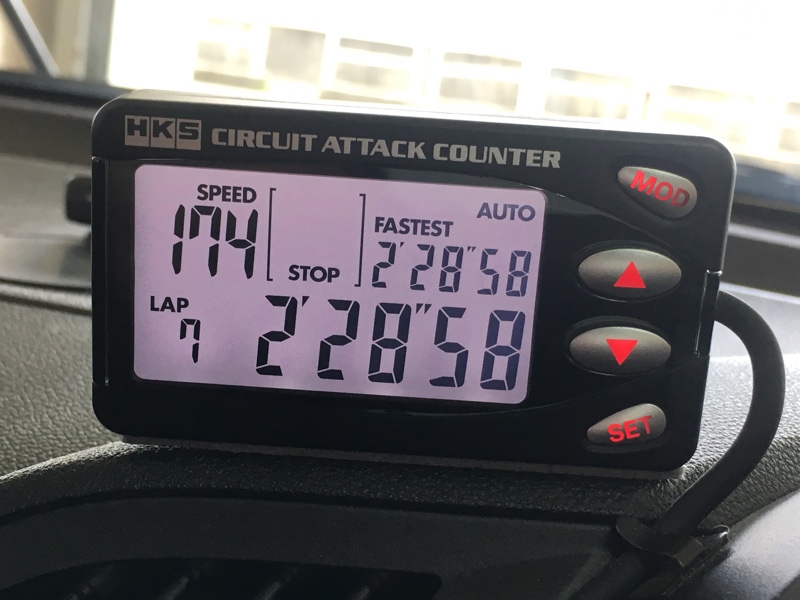 HKS CIRCUIT ATTACK COUNTER
MOD
SPEED
174
STOP
AUTO
FASTEST
2'28"58
LAP
7
2'28"58
SET